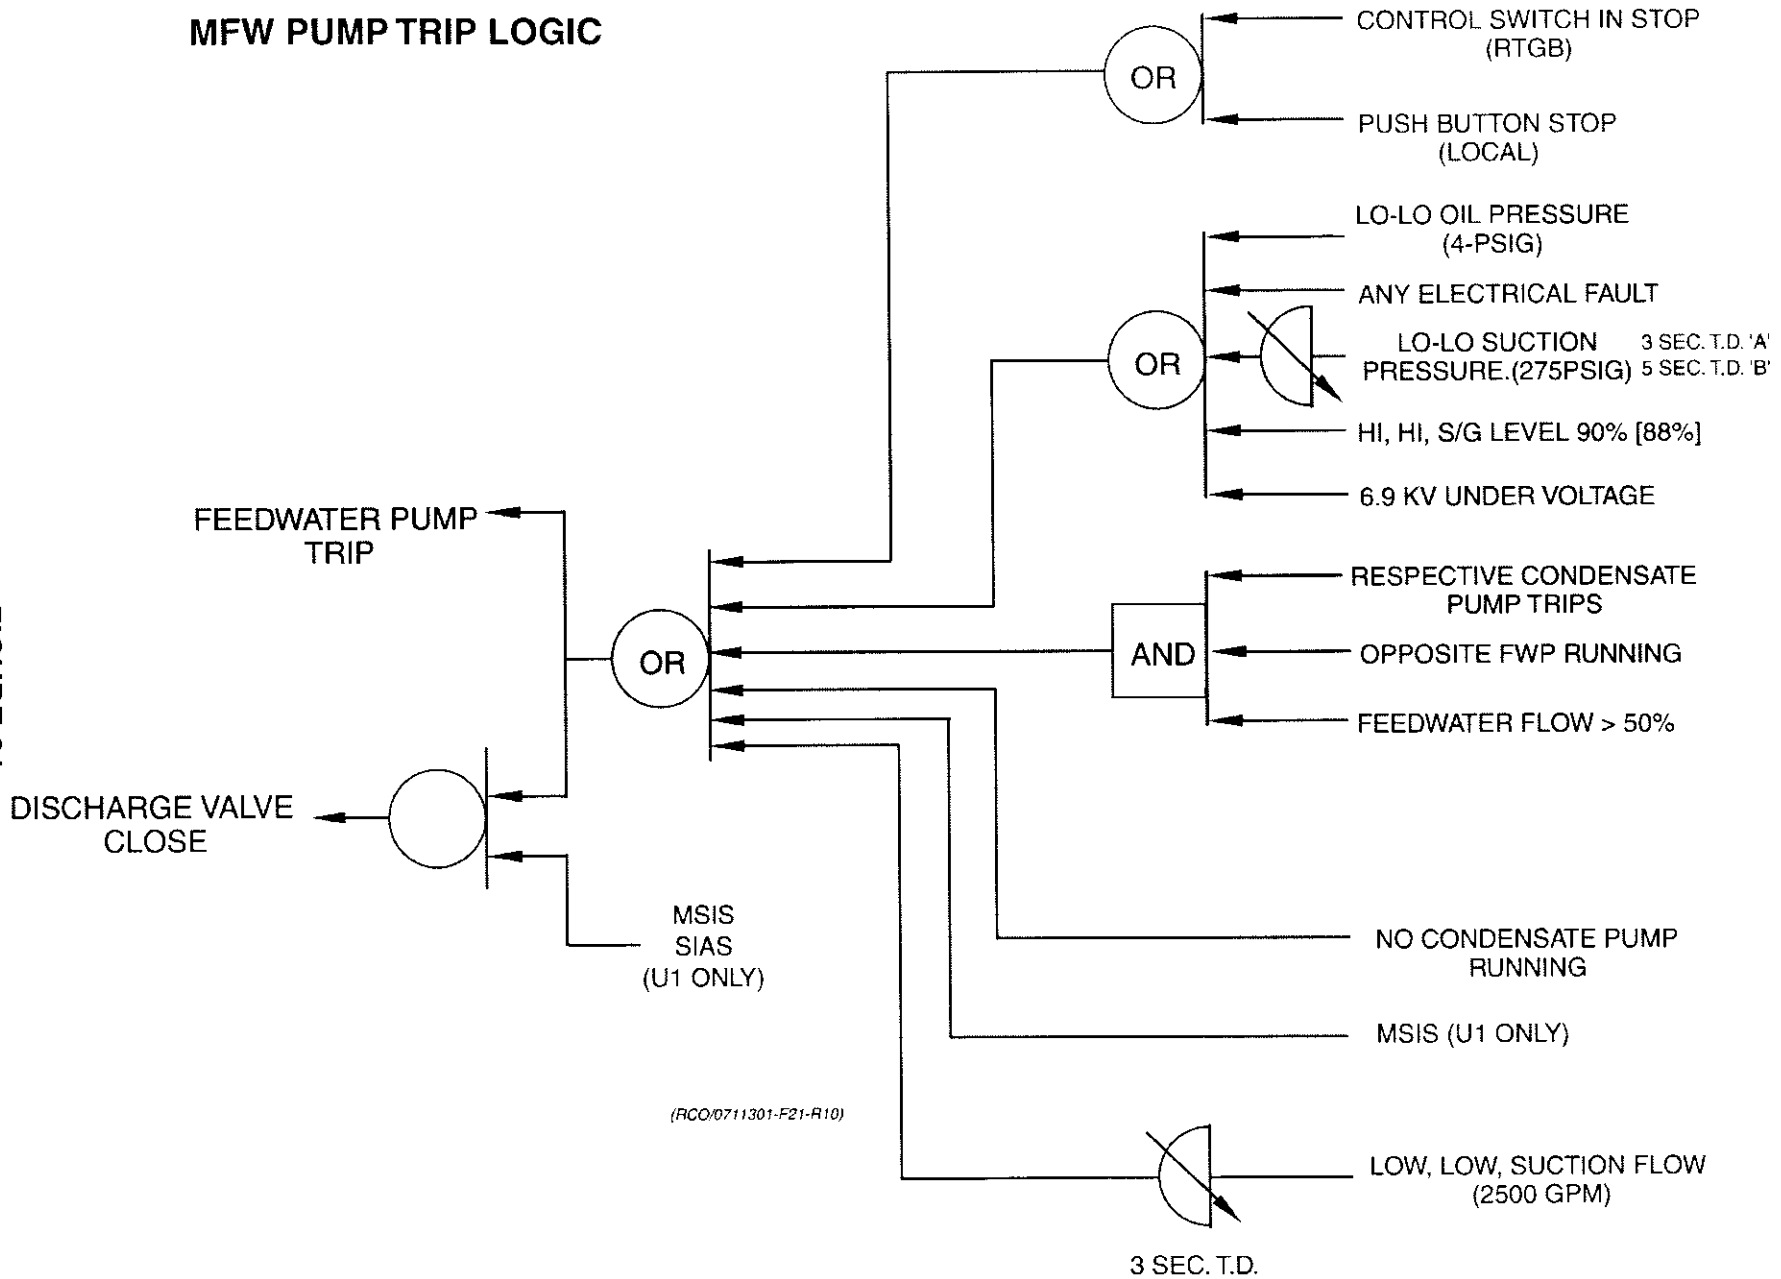 MFW PUMP TRIP LOGIC
CONTROL SWITCH IN STOP
(RTGB)
OR
PUSH BUTTON STOP
(LOCAL)
LO-LO OIL PRESSURE
(4-PSIG)
ANY ELECTRICAL FAULT
OR
LO-LO SUCTION 3 SEC. T.D. 'A'
PRESSURE.(275PSIG) 5 SEC. T.D. 'B'
HI, HI, S/G LEVEL 90% [88%]
6.9 KV UNDER VOLTAGE
FEEDWATER PUMP
TRIP
RESPECTIVE CONDENSATE
PUMP TRIPS
OR
AND
OPPOSITE FWP RUNNING
FEEDWATER FLOW > 50%
DISCHARGE VALVE
CLOSE
MSIS
SIAS
(U1 ONLY)
NO CONDENSATE PUMP
RUNNING
MSIS (U1 ONLY)
(RCO/0711301-F21-R10)
LOW, LOW, SUCTION FLOW
(2500 GPM)
3 SEC. T.D.